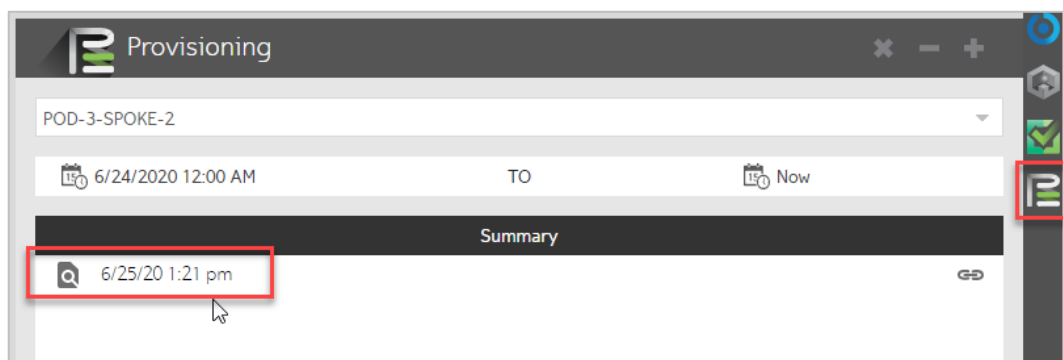 Provisioning
POD-3-SPOKE-2
6/24/2020 12:00 AM TO Now
Summary
6/25/20 1:21 pm